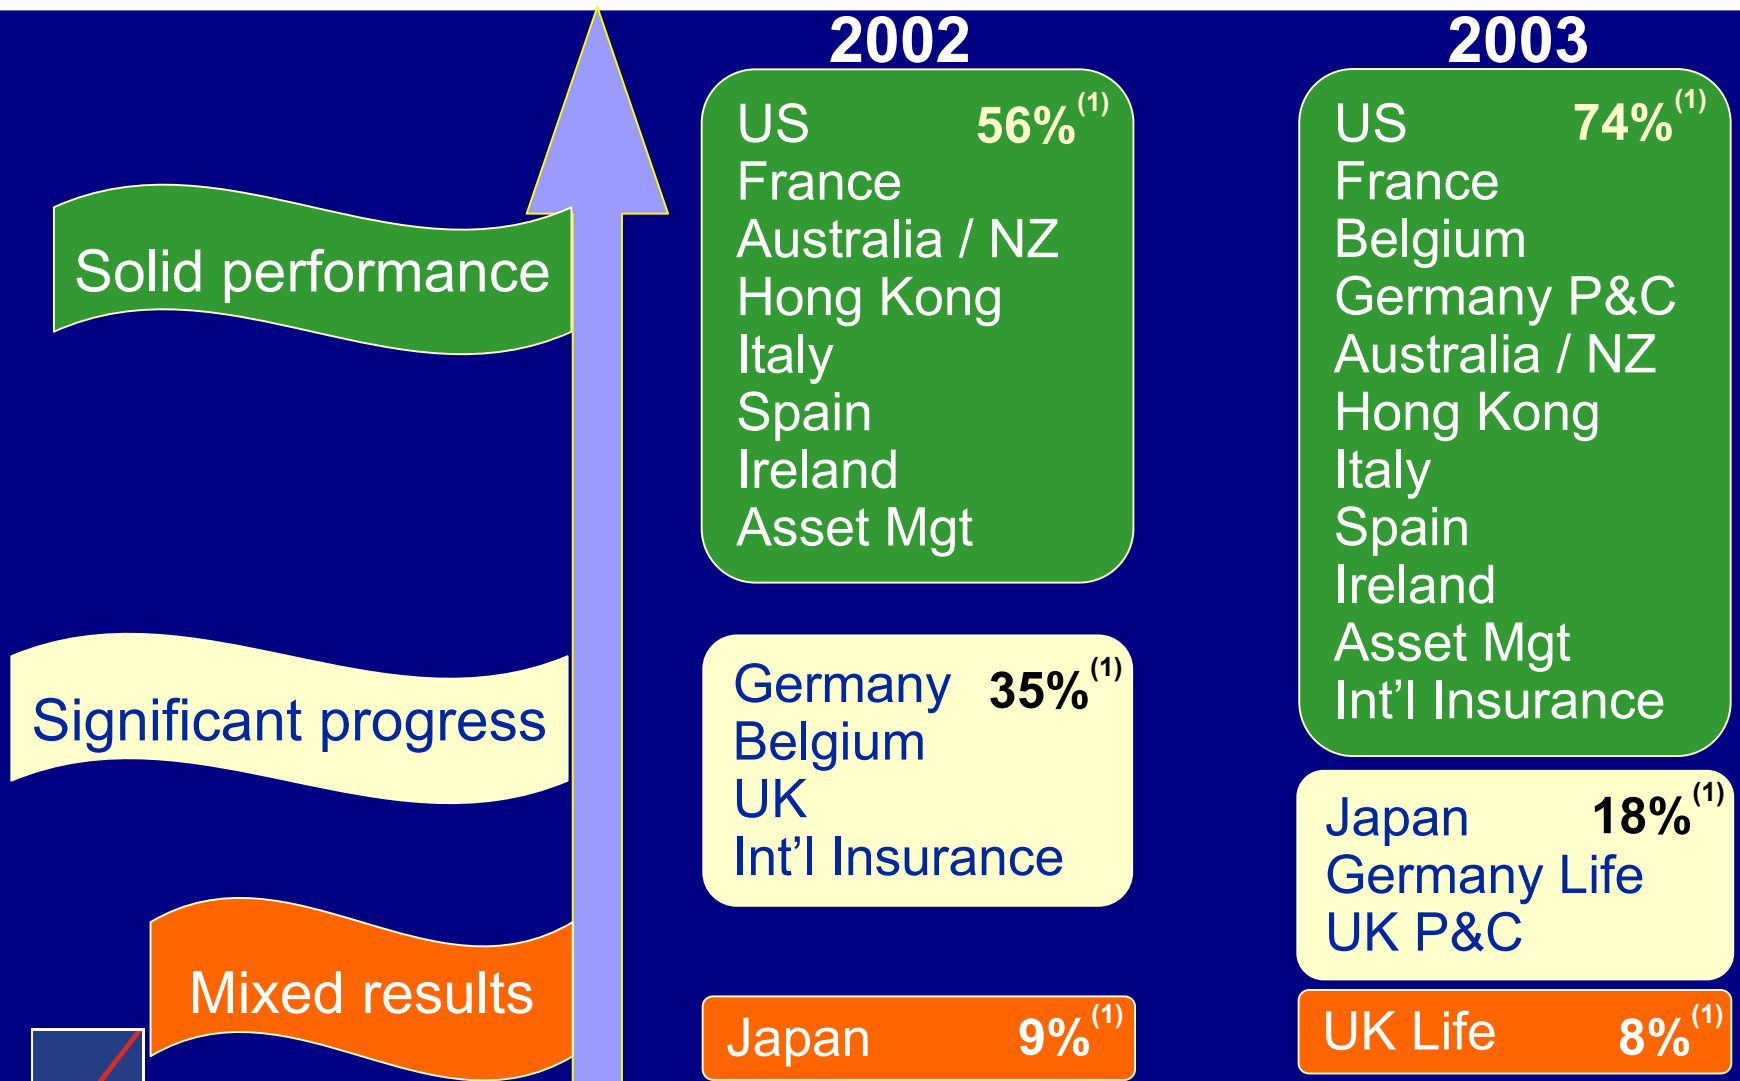 2002
2003
US 56%(1)
France
Australia / NZ
Hong Kong
Italy
Spain
Ireland
Asset Mgt
US 74%(1)
France
Belgium
Germany P&C
Australia / NZ
Hong Kong
Italy
Spain
Ireland
Asset Mgt
Int'l Insurance
Solid performance
Significant progress
Germany 35%(1)
Belgium
UK
Int'l Insurance
Japan 18%(1)
Germany Life
UK P&C
Mixed results
Japan 9%(1)
UK Life 8%(1)